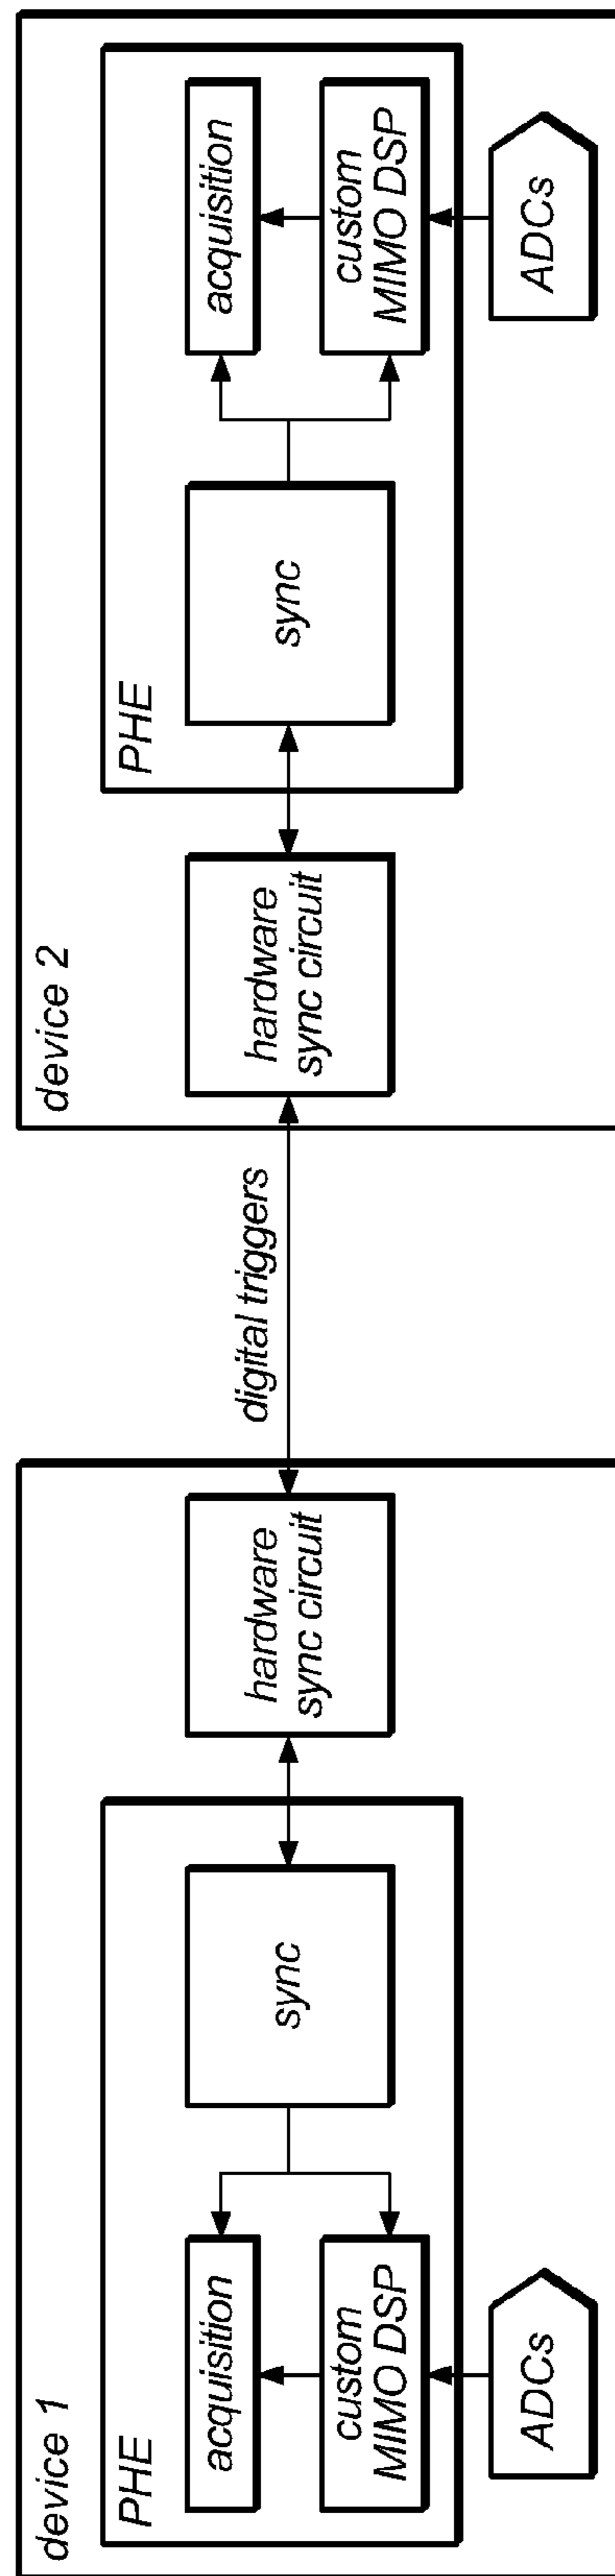 device 1
PHE
acquisition
custom
MIMO DSP
ADCs
sync
hardware
sync circuit
digital triggers
device 2
hardware
sync circuit
PHE
sync
acquisition
custom
MIMO DSP
ADCs